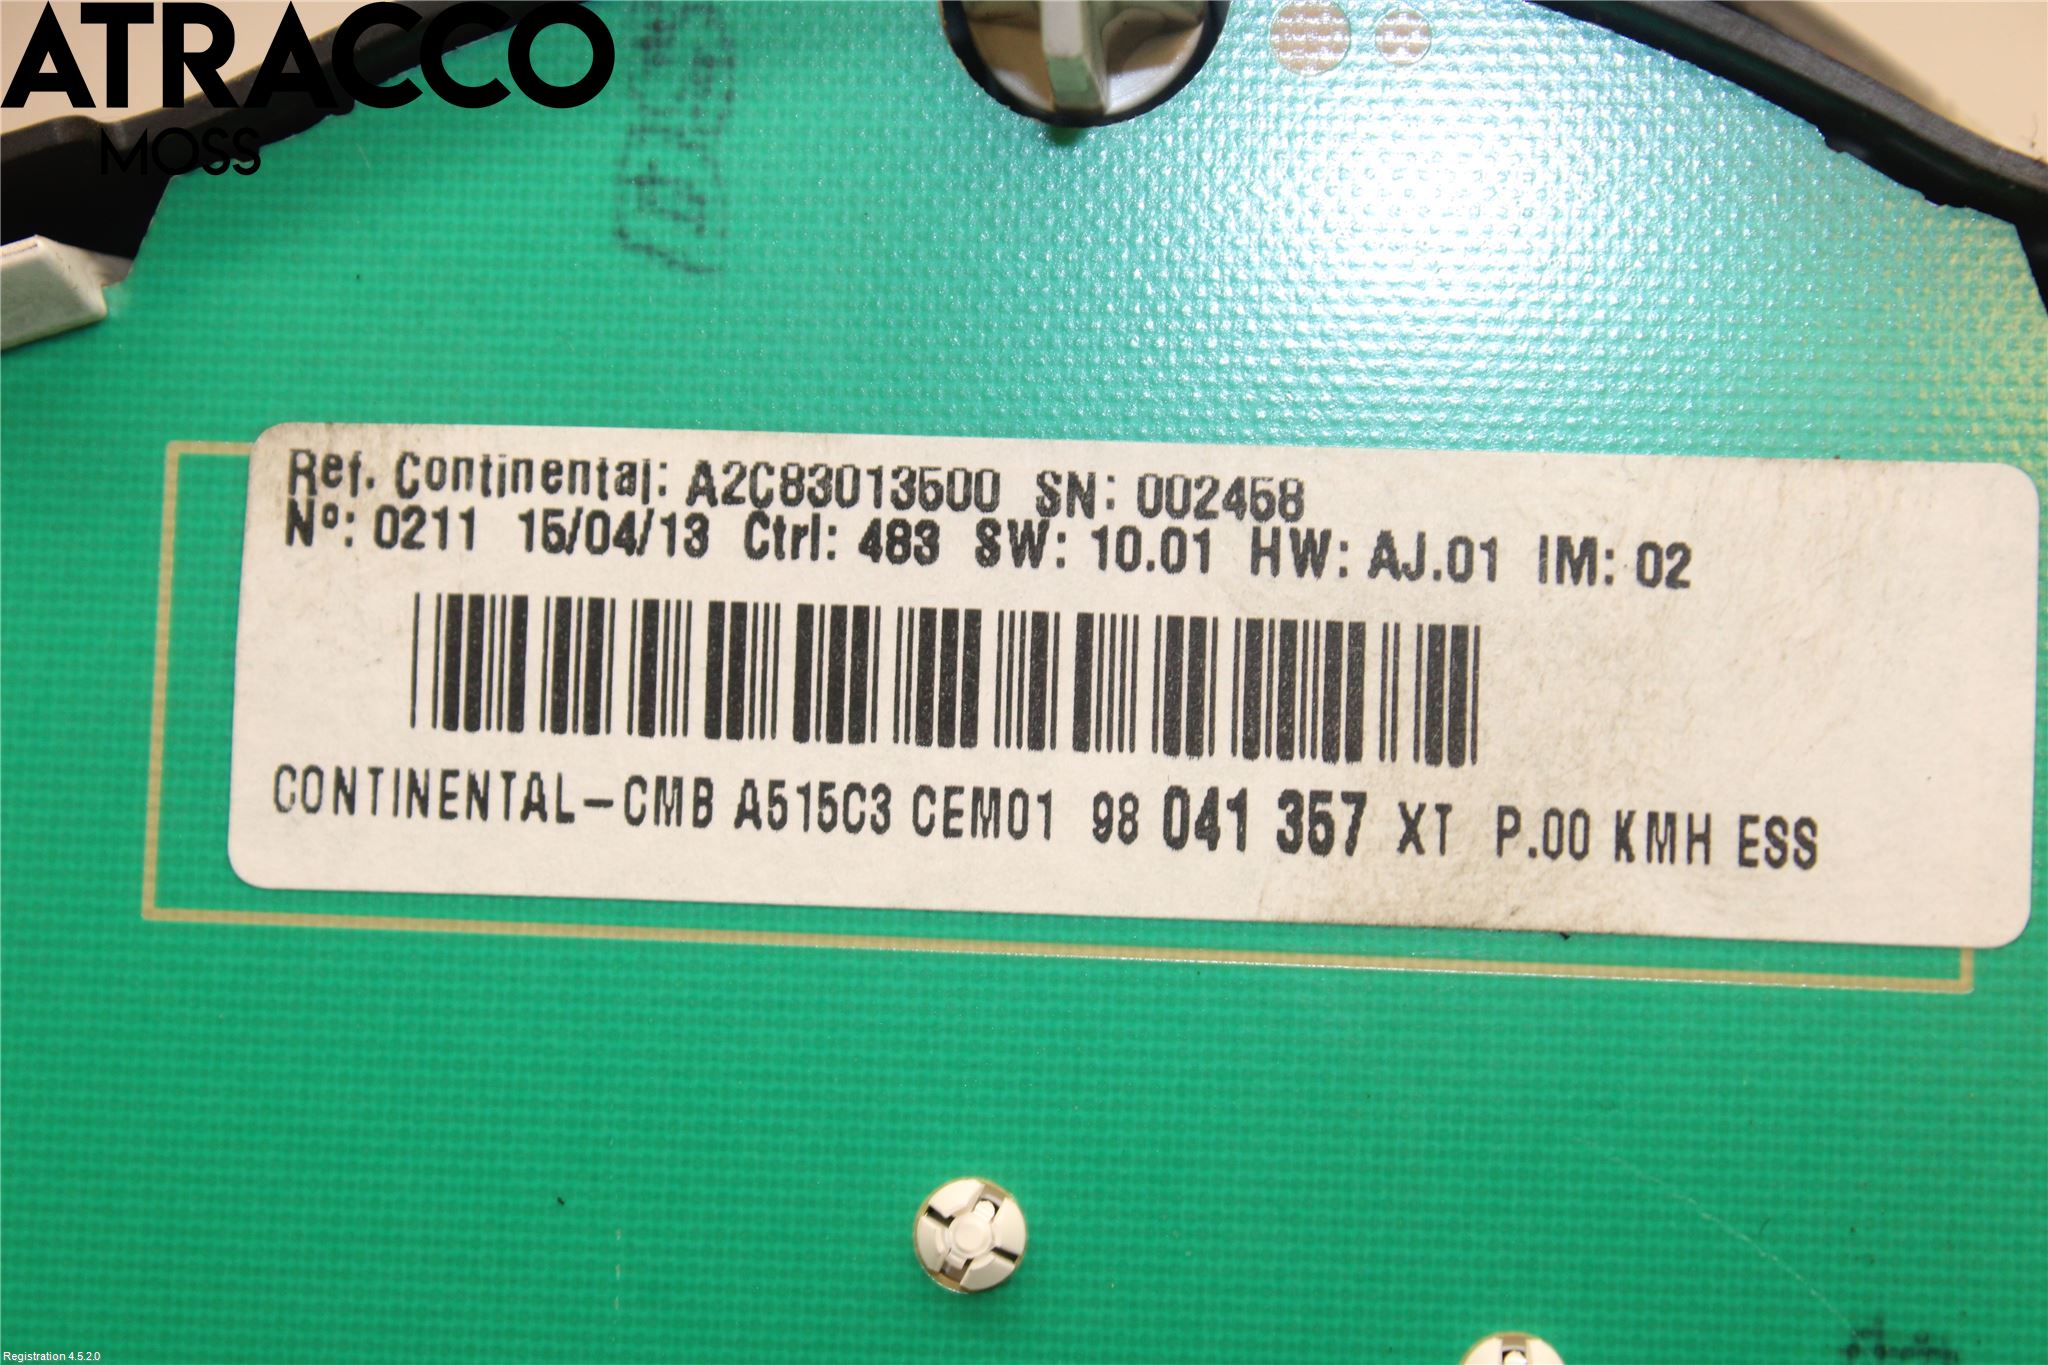 ATRACCO
MOSS
Ref. Continental: A2C83013500 SN: 002458
Nº: 0211 15/04/13 Ctrl: 483 SW: 10.01 HW: AJ.01 IM: 02
CONTINENTAL-CMB A515C3 CEM01 98 041 357 XT P.00 KMH ESS
Registration 4.5.2.0